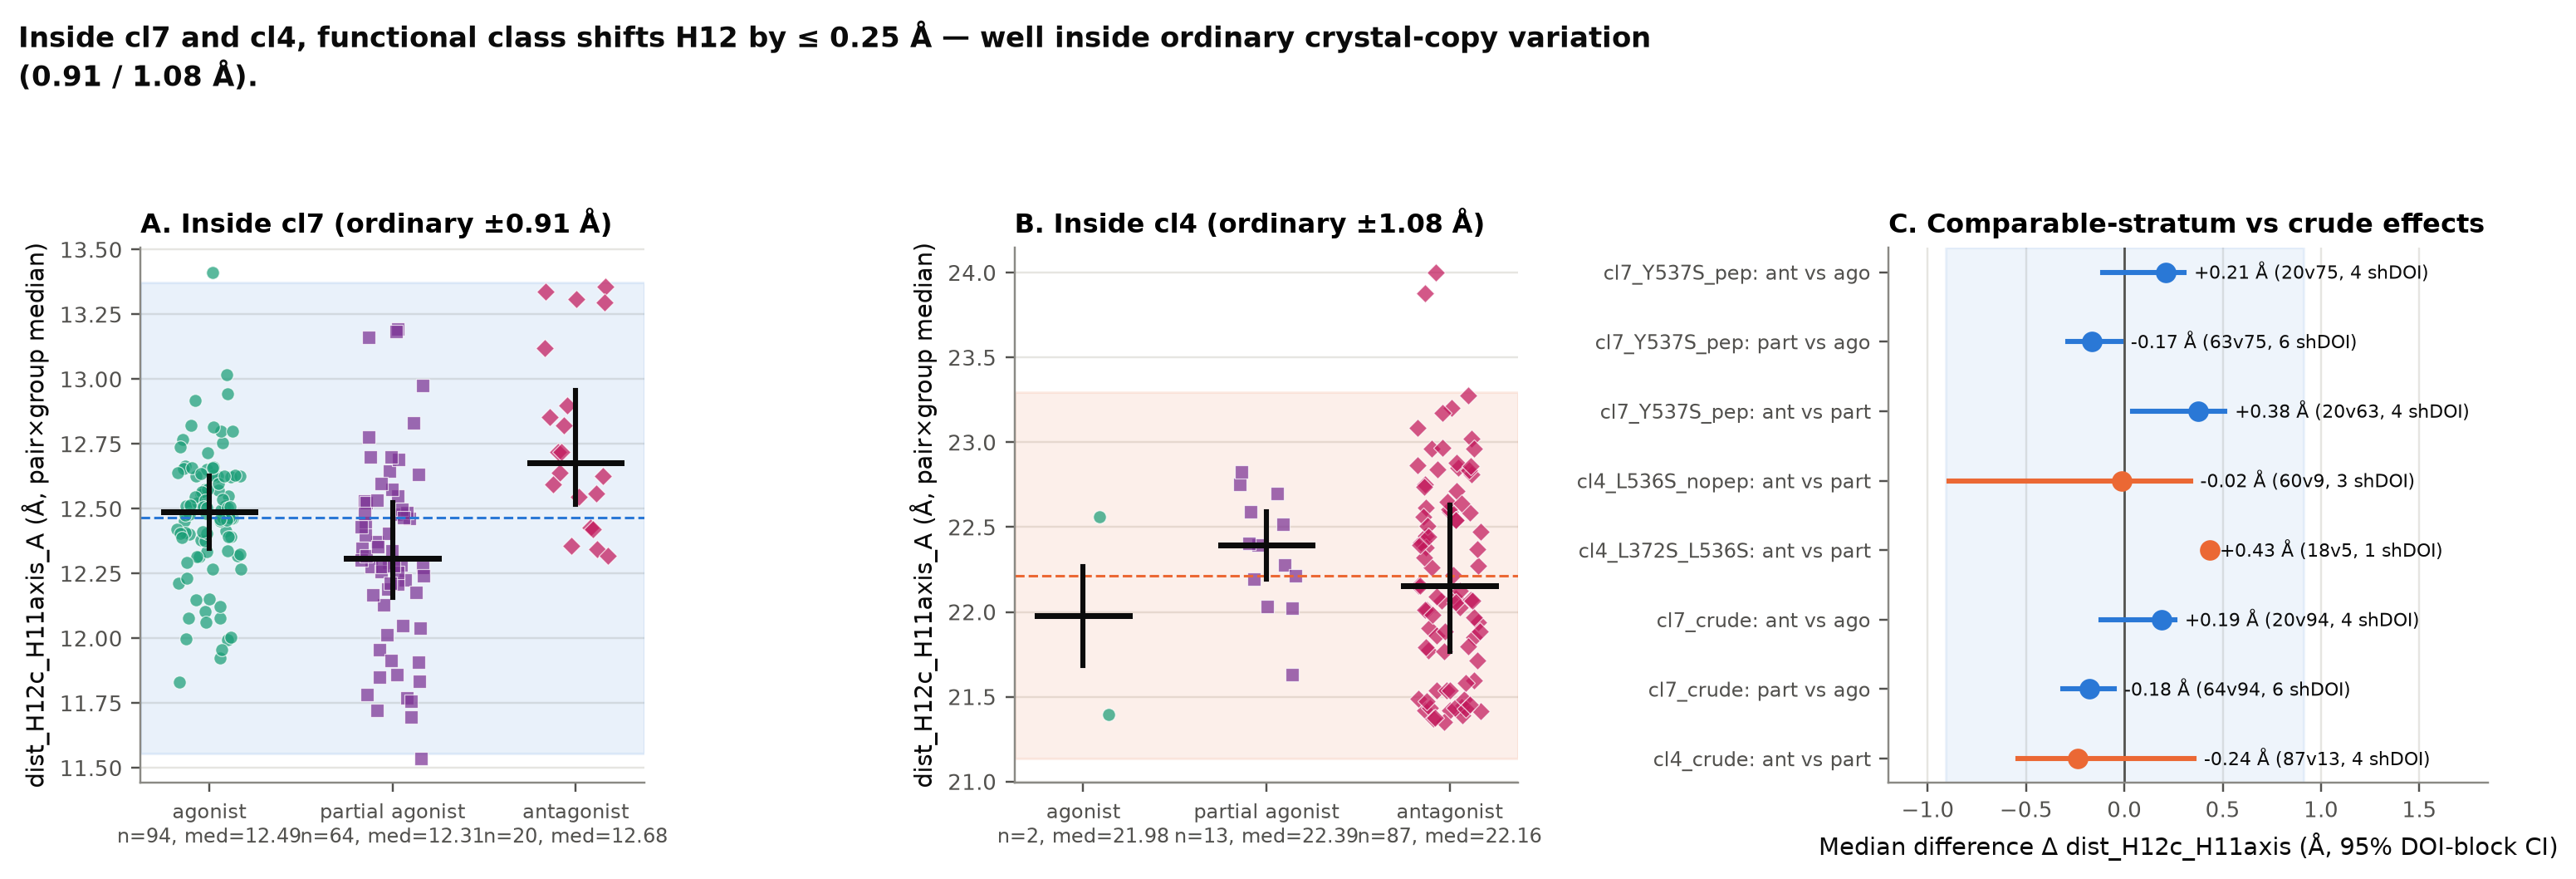 Inside cl7 and cl4, functional class shifts H12 by ≤ 0.25 Å — well inside ordinary crystal-copy variation
(0.91 / 1.08 Å).
A. Inside cl7 (ordinary ±0.91 Å)
dist_H12c_H11axis_A (Å, pair×group median)
13.50
13.25
13.00
12.75
12.50
12.25
12.00
11.75
11.50
agonist
n=94, med=12.49
partial agonist
n=64, med=12.31
antagonist
n=20, med=12.68
B. Inside cl4 (ordinary ±1.08 Å)
dist_H12c_H11axis_A (Å, pair×group median)
24.0
23.5
23.0
22.5
22.0
21.5
21.0
agonist
n=2, med=21.98
partial agonist
n=13, med=22.39
antagonist
n=87, med=22.16
C. Comparable-stratum vs crude effects
cl7_Y537S_pep: ant vs ago
+0.21 Å (20v75, 4 shDOI)
cl7_Y537S_pep: part vs ago
-0.17 Å (63v75, 6 shDOI)
cl7_Y537S_pep: ant vs part
+0.38 Å (20v63, 4 shDOI)
cl4_L536S_nopep: ant vs part
-0.02 Å (60v9, 3 shDOI)
cl4_L372S_L536S: ant vs part
+0.43 Å (18v5, 1 shDOI)
cl7_crude: ant vs ago
+0.19 Å (20v94, 4 shDOI)
cl7_crude: part vs ago
-0.18 Å (64v94, 6 shDOI)
cl4_crude: ant vs part
-0.24 Å (87v13, 4 shDOI)
−1.0
−0.5
0.0
0.5
1.0
1.5
Median difference Δ dist_H12c_H11axis (Å, 95% DOI-block CI)